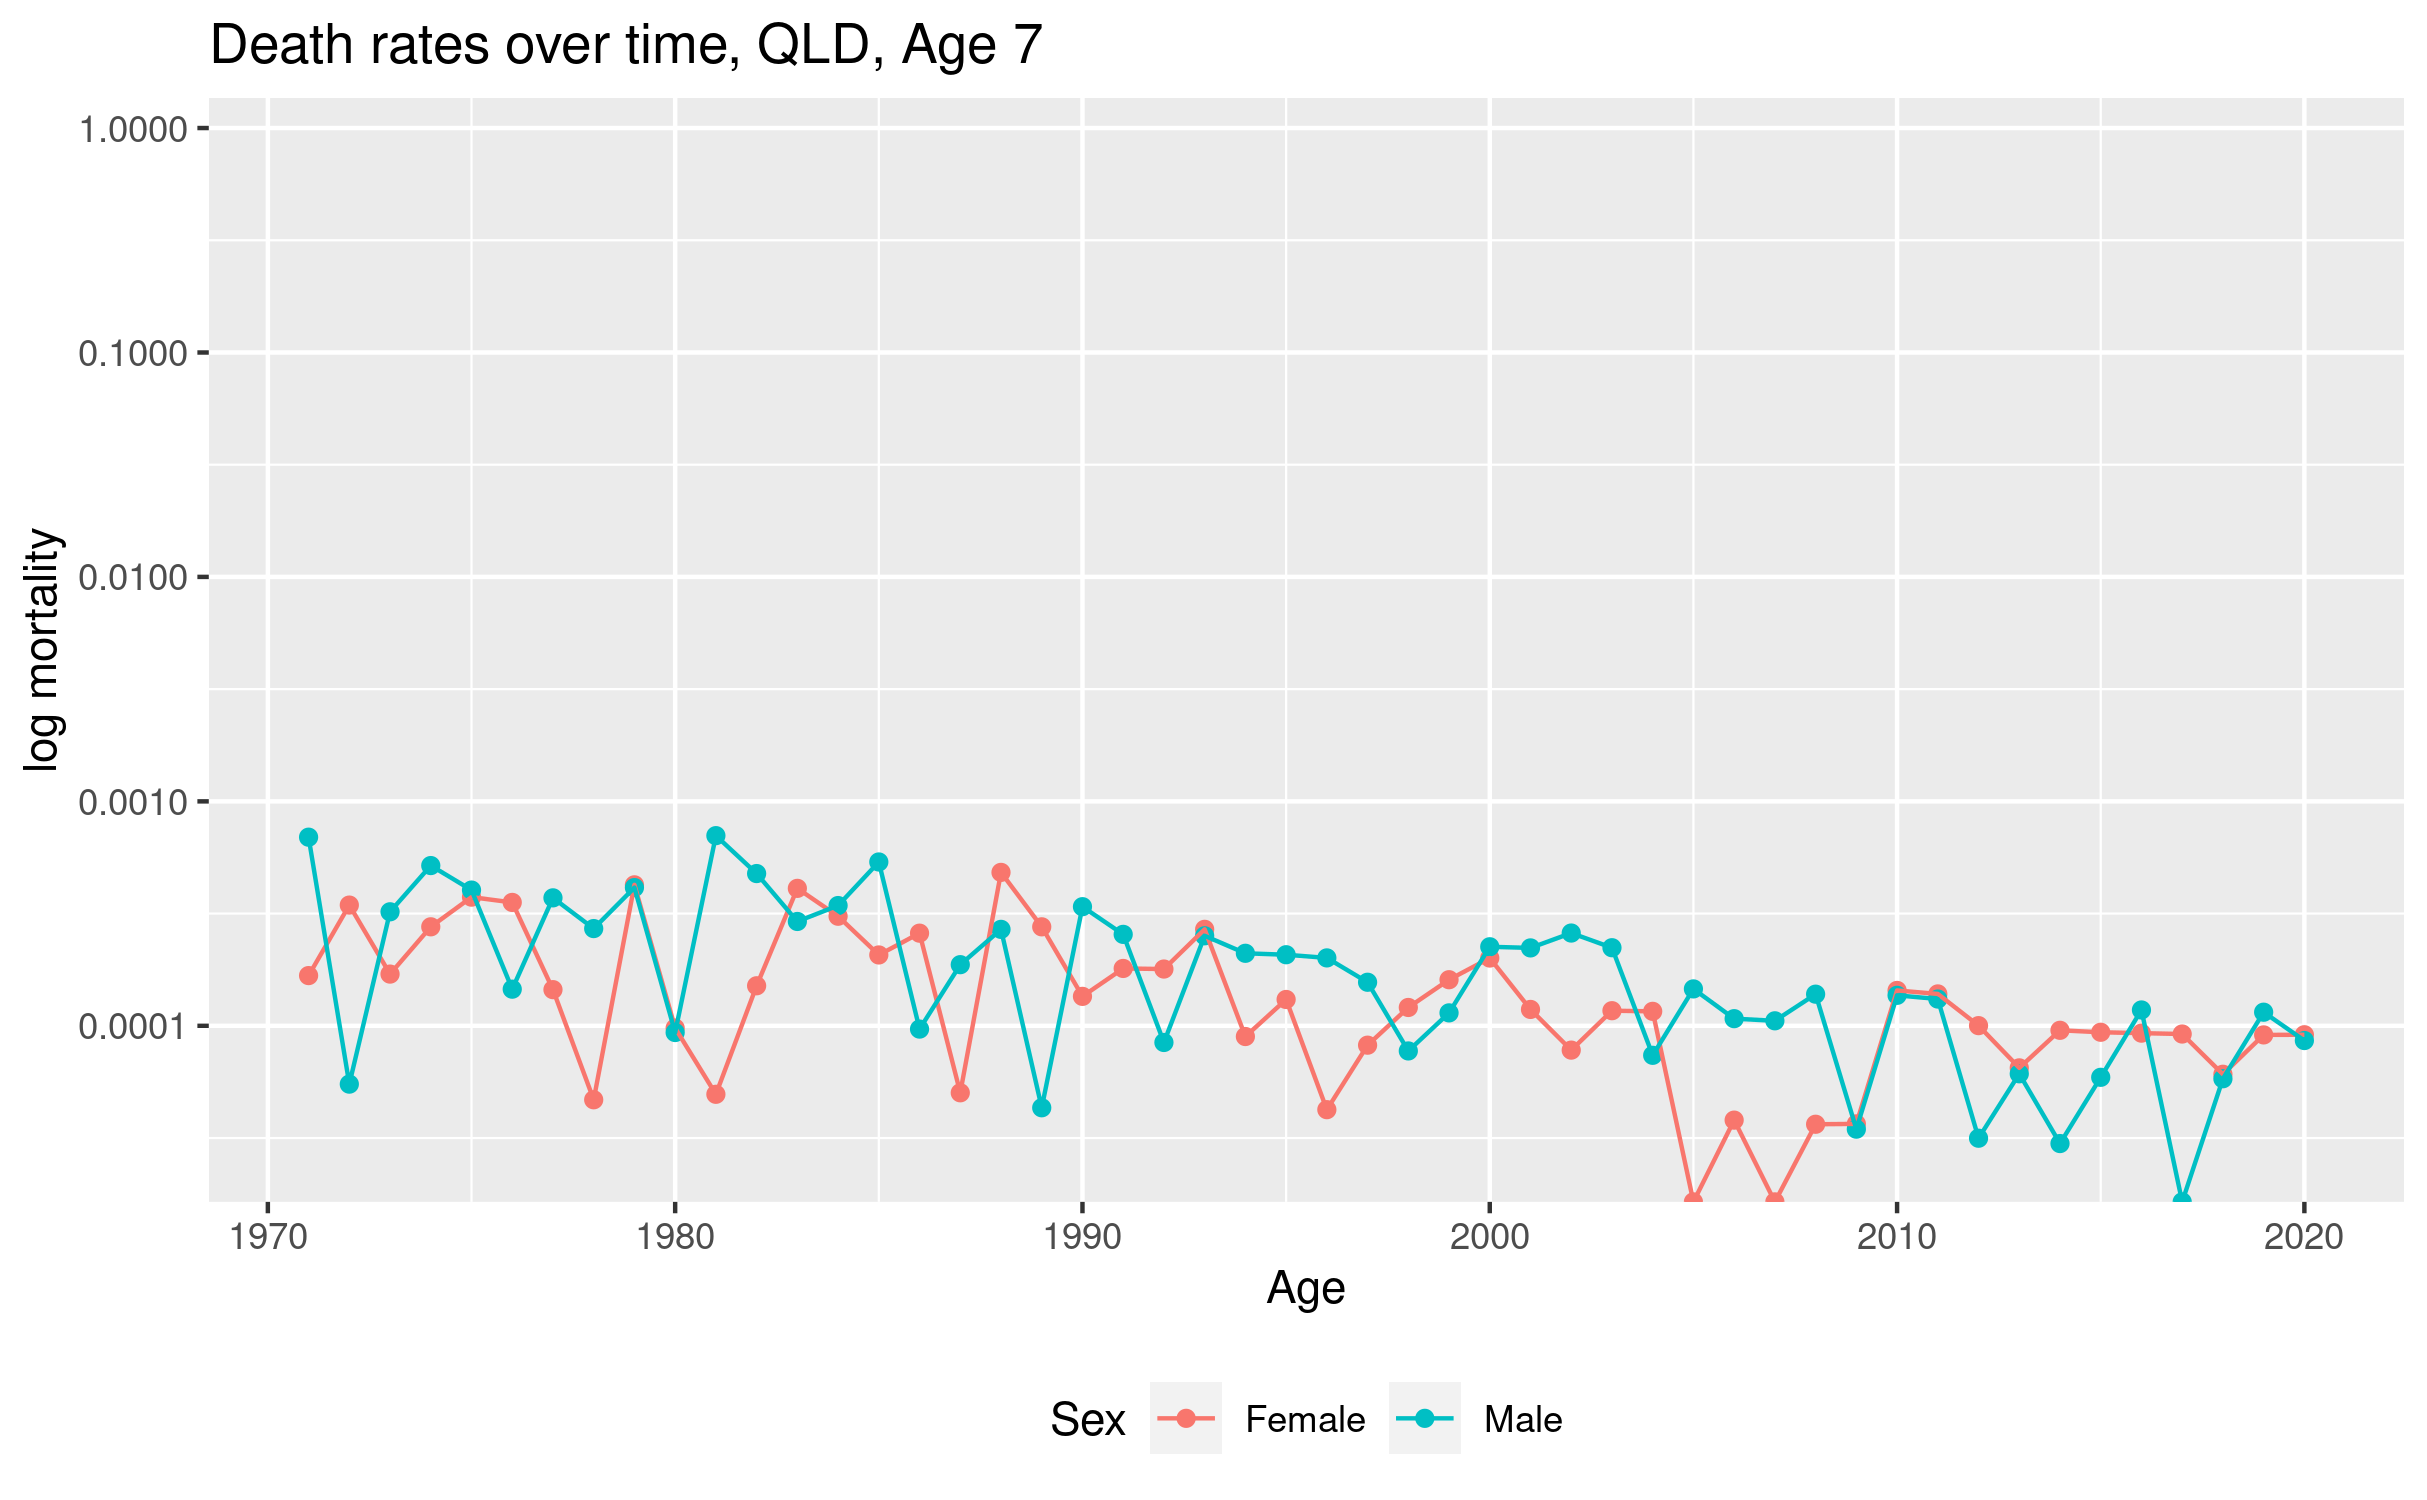 Death rates over time, QLD, Age 7
log mortality
1.0000
0.1000
0.0100
0.0010
0.0001
1970 1980 1990 2000 2010 2020
Age
Sex Female Male